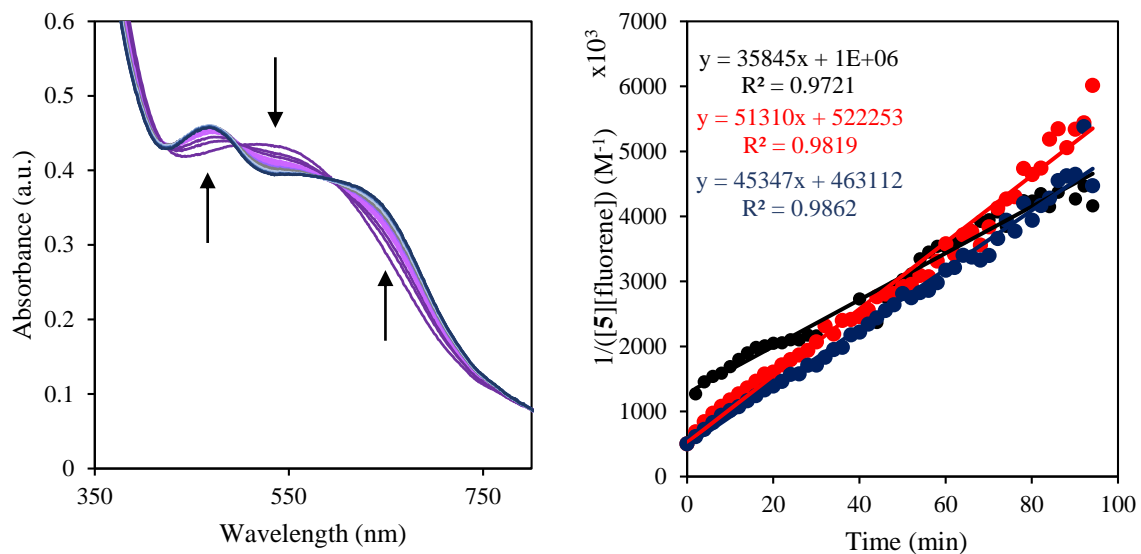 0.6
0.5
0.4
0.3
0.2
0.1
0
350
550
750
Absorbance (a.u.)
Wavelength (nm)
x10³
7000
6000
5000
4000
3000
2000
1000
0
0
20
40
60
80
100
1/([5][fluorene]) (M⁻¹)
Time (min)
y = 35845x + 1E+06
R² = 0.9721
y = 51310x + 522253
R² = 0.9819
y = 45347x + 463112
R² = 0.9862